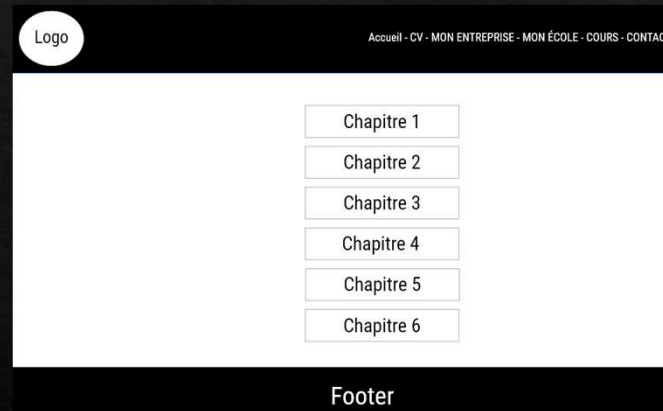 Logo
Accueil - CV - MON ENTREPRISE - MON ÉCOLE - COURS - CONTAC
Chapitre 1
Chapitre 2
Chapitre 3
Chapitre 4
Chapitre 5
Chapitre 6
Footer